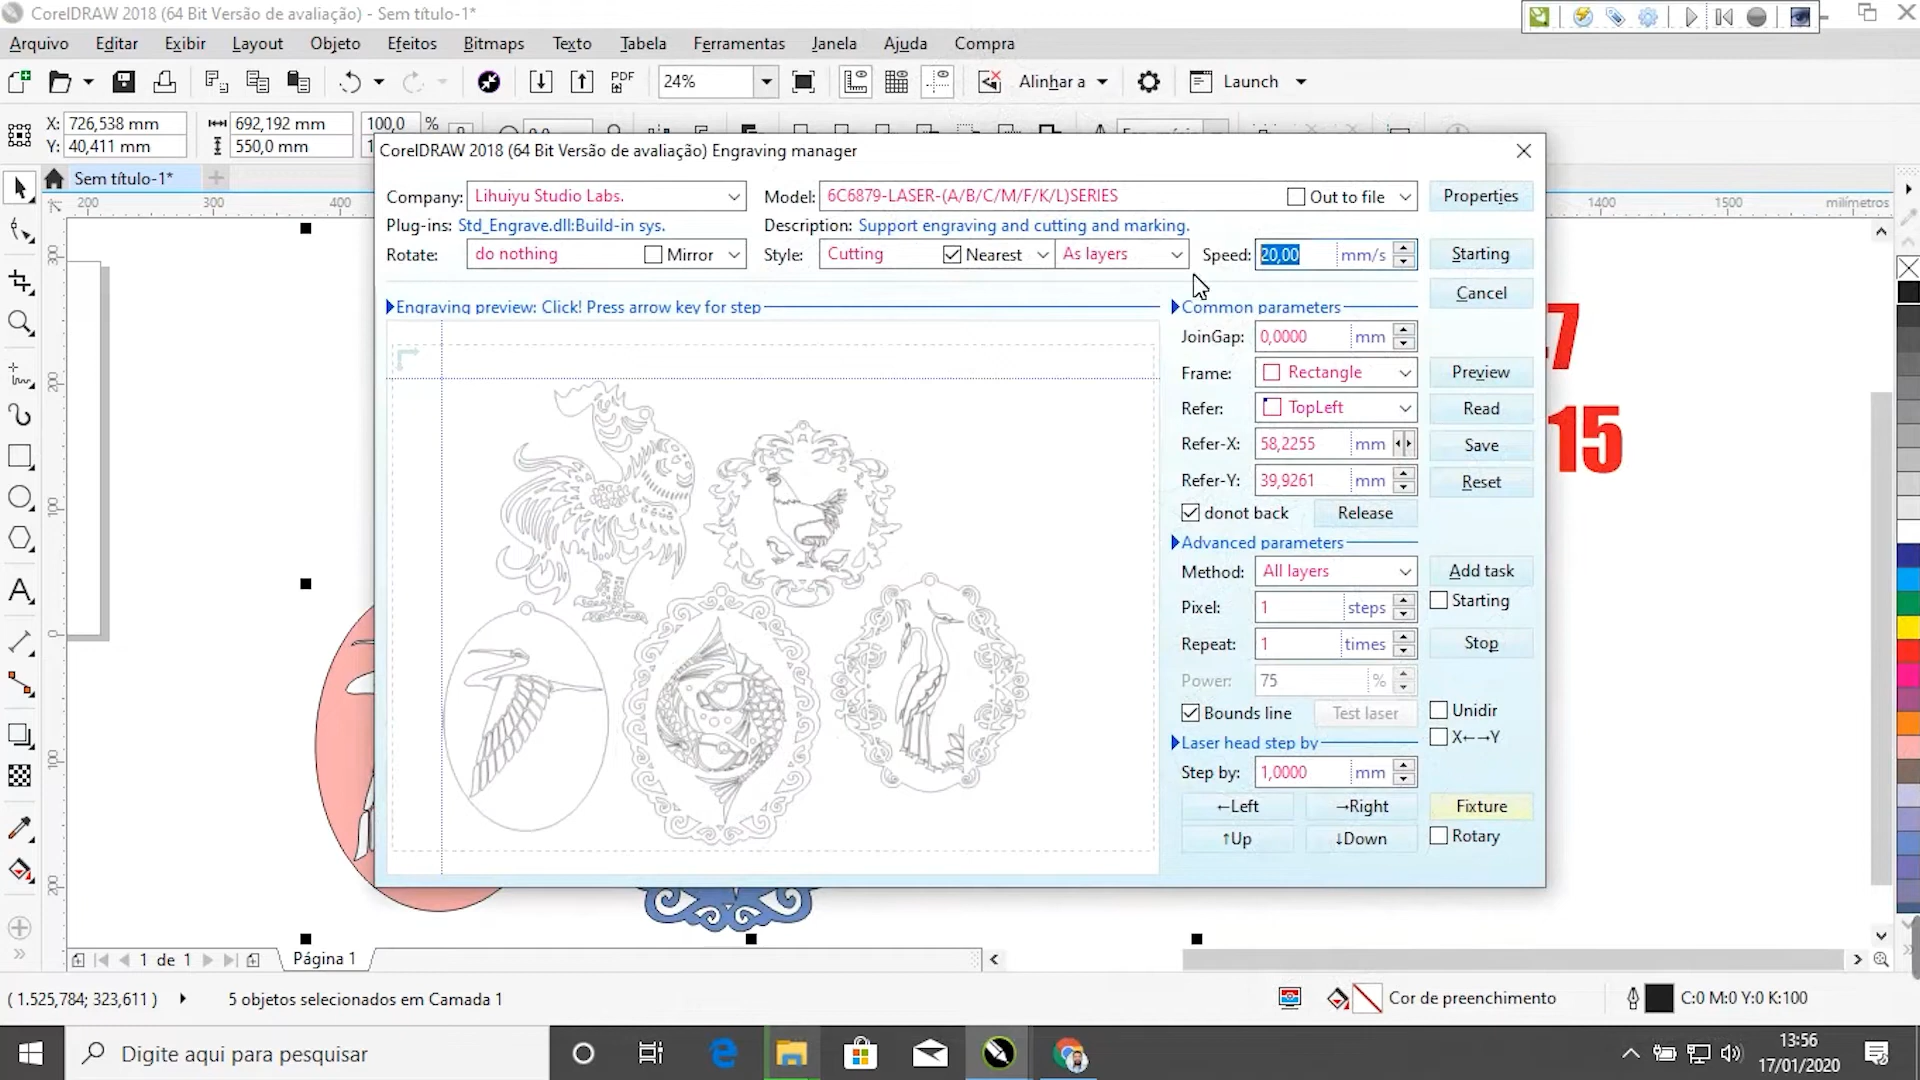 CorelDRAW 2018 (64 Bit Versão de avaliação) - Sem título-1*
Arquivo Editar Exibir Layout Objeto Efeitos Bitmaps Texto Tabela Ferramentas Janela Ajuda Compra
PDF 24% Alinhar a Launch
X: 726,538 mm 692,192 mm 100,0 %
Y: 40,411 mm 550,0 mm
Sem título-1*
200 300 400 1400 1500 milímetros
CorelDRAW 2018 (64 Bit Versão de avaliação) Engraving manager
Company: Lihuiyu Studio Labs. Model: 6C6879-LASER-(A/B/C/M/F/K/L)SERIES Out to file Properties
Plug-ins: Std_Engrave.dll:Build-in sys. Description: Support engraving and cutting and marking.
Rotate: do nothing Mirror Style: Cutting Nearest As layers Speed: 20,00 mm/s Starting
Cancel
Engraving preview: Click! Press arrow key for step
Common parameters
JoinGap: 0,0000 mm
Frame: Rectangle Preview
Refer: TopLeft Read
Refer-X: 58,2255 mm Save
Refer-Y: 39,9261 mm Reset
donot back Release
Advanced parameters
Method: All layers Add task
Pixel: 1 steps Starting
Repeat: 1 times Stop
Power: 75 %
Bounds line Test laser Unidir
X←→Y
Laser head step by
Step by: 1,0000 mm
←Left →Right Fixture
↑Up ↓Down Rotary
7
15
300
200
100
0
100
200
1 de 1 Página 1
( 1.525,784; 323,611 ) 5 objetos selecionados em Camada 1 Cor de preenchimento C:0 M:0 Y:0 K:100
Digite aqui para pesquisar
13:56
17/01/2020